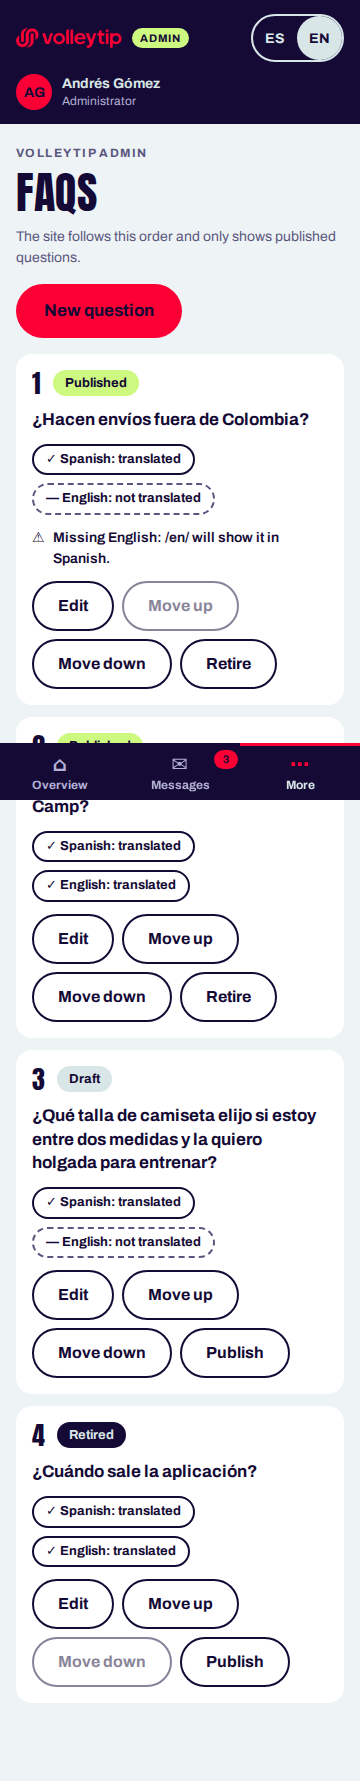 volleytip ADMIN ES EN
AG Andrés Gómez
Administrator
VOLLEYTIP ADMIN
FAQS
The site follows this order and only shows published
questions.
New question
1 Published
¿Hacen envíos fuera de Colombia?
✓ Spanish: translated
— English: not translated
⚠ Missing English: /en/ will show it in
Spanish.
Edit Move up
Move down Retire
Overview Messages 3 More
Camp?
✓ Spanish: translated
✓ English: translated
Edit Move up
Move down Retire
3 Draft
¿Qué talla de camiseta elijo si estoy
entre dos medidas y la quiero
holgada para entrenar?
✓ Spanish: translated
— English: not translated
Edit Move up
Move down Publish
4 Retired
¿Cuándo sale la aplicación?
✓ Spanish: translated
✓ English: translated
Edit Move up
Move down Publish